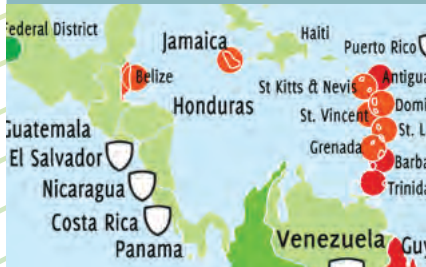 Federal District
Jamaica
Haiti
Puerto Rico
Belize
St Kitts & Nevis
Antigua
Honduras
Domi
St. Vincent
St. L
Guatemala
El Salvador
Grenada
Barba
Nicaragua
Trinida
Costa Rica
Panama
Venezuela
Guy